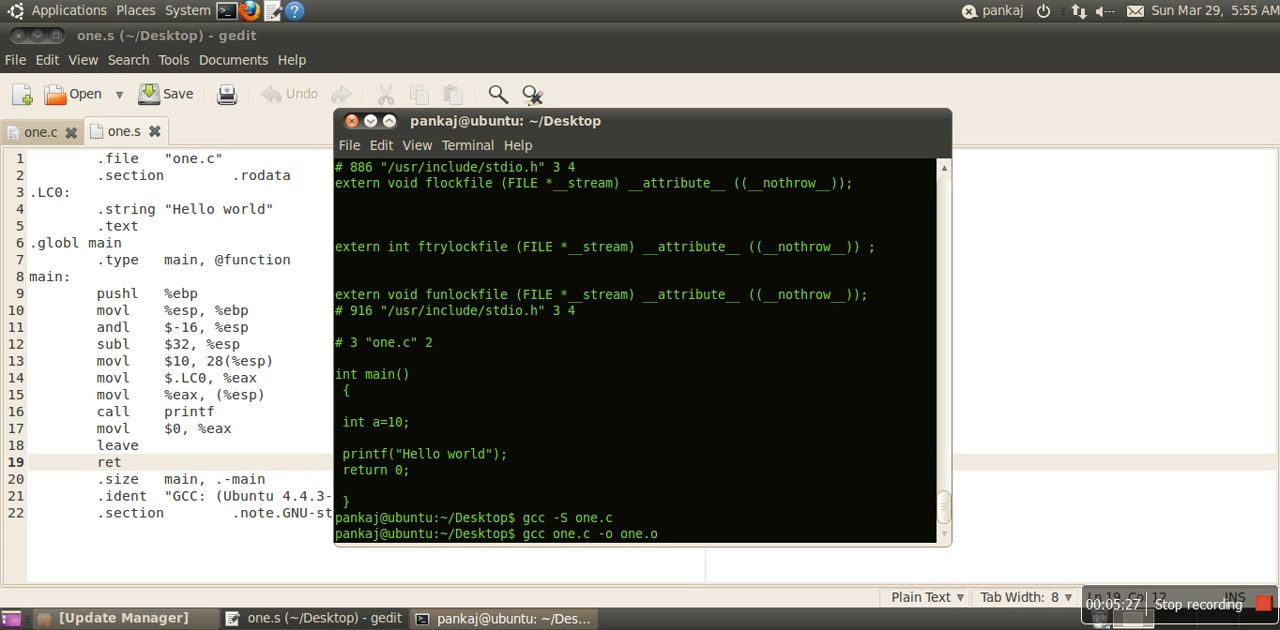 Applications Places System pankaj Sun Mar 29, 5:55 AM
one.s (~/Desktop) - gedit
File Edit View Search Tools Documents Help
Open Save Undo
one.c one.s
1 .file "one.c"
2 .section .rodata
3 .LC0:
4 .string "Hello world"
5 .text
6 .globl main
7 .type main, @function
8 main:
9 pushl %ebp
10 movl %esp, %ebp
11 andl $-16, %esp
12 subl $32, %esp
13 movl $10, 28(%esp)
14 movl $.LC0, %eax
15 movl %eax, (%esp)
16 call printf
17 movl $0, %eax
18 leave
19 ret
20 .size main, .-main
21 .ident "GCC: (Ubuntu 4.4.3-
22 .section .note.GNU-st
pankaj@ubuntu: ~/Desktop
File Edit View Terminal Help
# 886 "/usr/include/stdio.h" 3 4
extern void flockfile (FILE *__stream) __attribute__ ((__nothrow__));
extern int ftrylockfile (FILE *__stream) __attribute__ ((__nothrow__)) ;
extern void funlockfile (FILE *__stream) __attribute__ ((__nothrow__));
# 916 "/usr/include/stdio.h" 3 4
# 3 "one.c" 2
int main()
{
int a=10;
printf("Hello world");
return 0;
}
pankaj@ubuntu:~/Desktop$ gcc -S one.c
pankaj@ubuntu:~/Desktop$ gcc one.c -o one.o
Plain Text Tab Width: 8 Ln 19, Col 12 INS
00:05:27 Stop recording
[Update Manager] one.s (~/Desktop) - gedit pankaj@ubuntu: ~/Des...